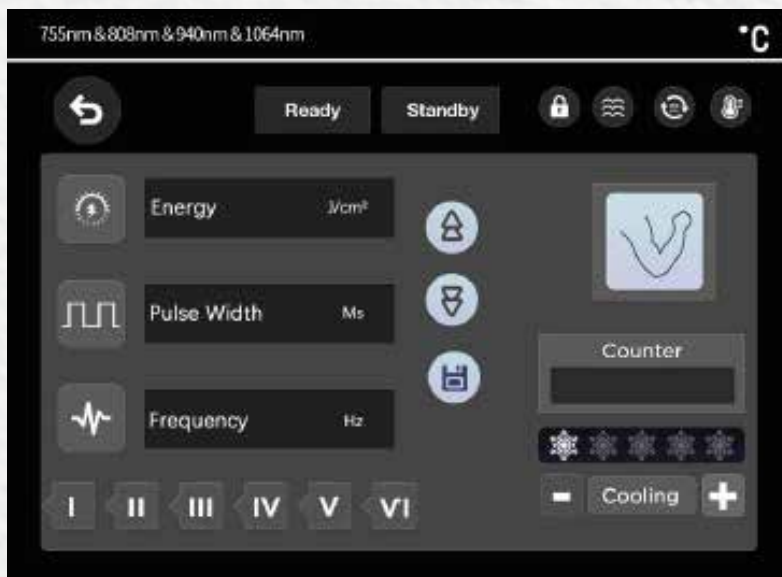 755nm&808nm&940nm&1064nm
°C
Ready
Standby
Energy J/cm²
Pulse Width Ms
Frequency Hz
Counter
I II III IV V VI
- Cooling +